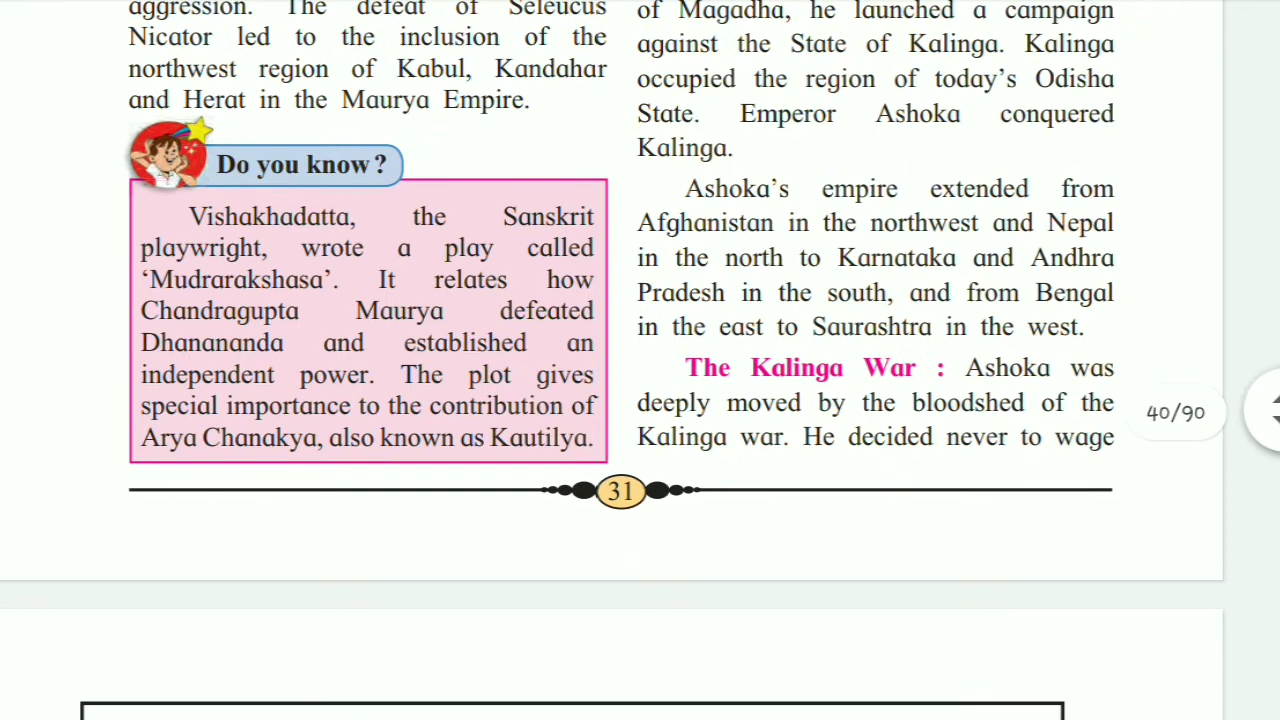 aggression. The defeat of Seleucus
Nicator led to the inclusion of the
northwest region of Kabul, Kandahar
and Herat in the Maurya Empire.
Do you know?
Vishakhadatta, the Sanskrit
playwright, wrote a play called
‘Mudrarakshasa’. It relates how
Chandragupta Maurya defeated
Dhanananda and established an
independent power. The plot gives
special importance to the contribution of
Arya Chanakya, also known as Kautilya.
of Magadha, he launched a campaign
against the State of Kalinga. Kalinga
occupied the region of today’s Odisha
State. Emperor Ashoka conquered
Kalinga.
Ashoka’s empire extended from
Afghanistan in the northwest and Nepal
in the north to Karnataka and Andhra
Pradesh in the south, and from Bengal
in the east to Saurashtra in the west.
The Kalinga War : Ashoka was
deeply moved by the bloodshed of the
Kalinga war. He decided never to wage
40/90
31